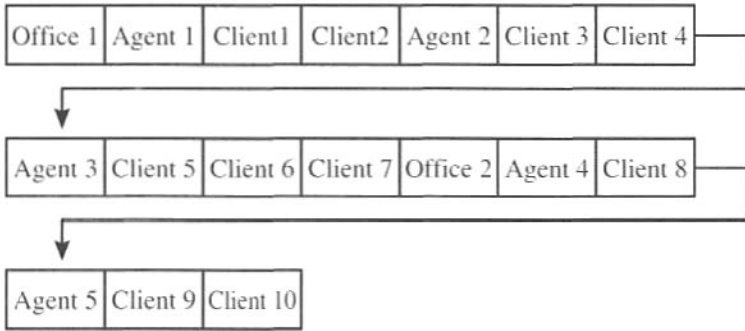 Office 1 Agent 1 Client1 Client2 Agent 2 Client 3 Client 4
Agent 3 Client 5 Client 6 Client 7 Office 2 Agent 4 Client 8
Agent 5 Client 9 Client 10